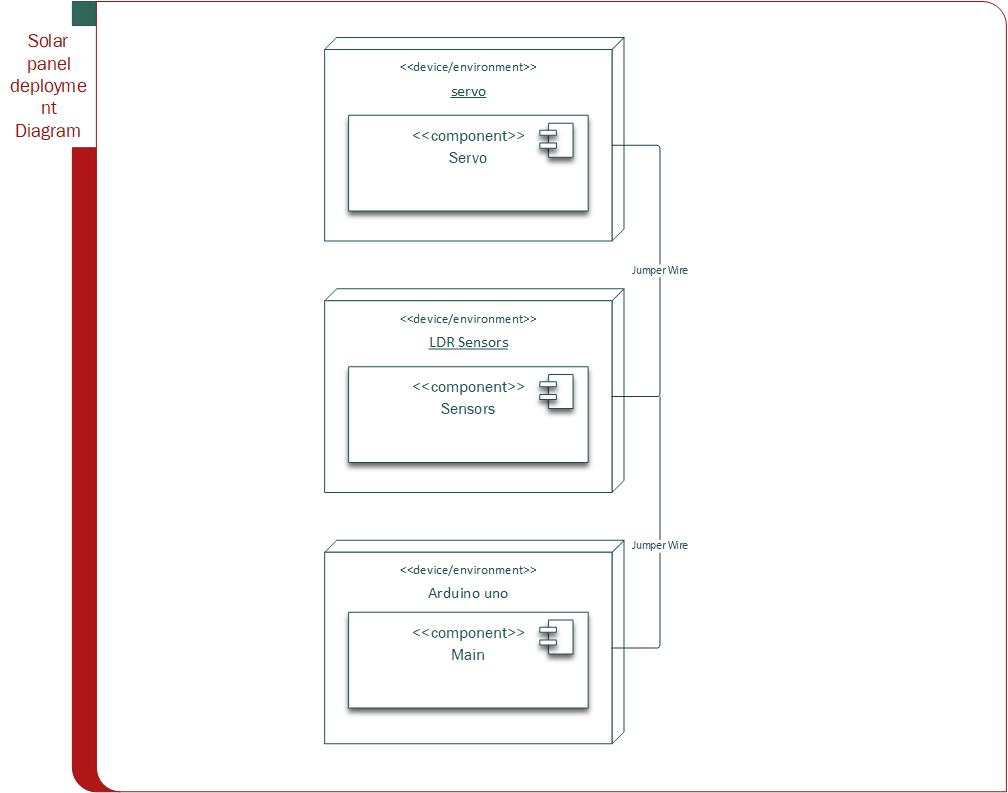 Solar
panel
deployme
nt
Diagram
<<device/environment>>
servo
<<component>>
Servo
Jumper Wire
<<device/environment>>
LDR Sensors
<<component>>
Sensors
Jumper Wire
<<device/environment>>
Arduino uno
<<component>>
Main